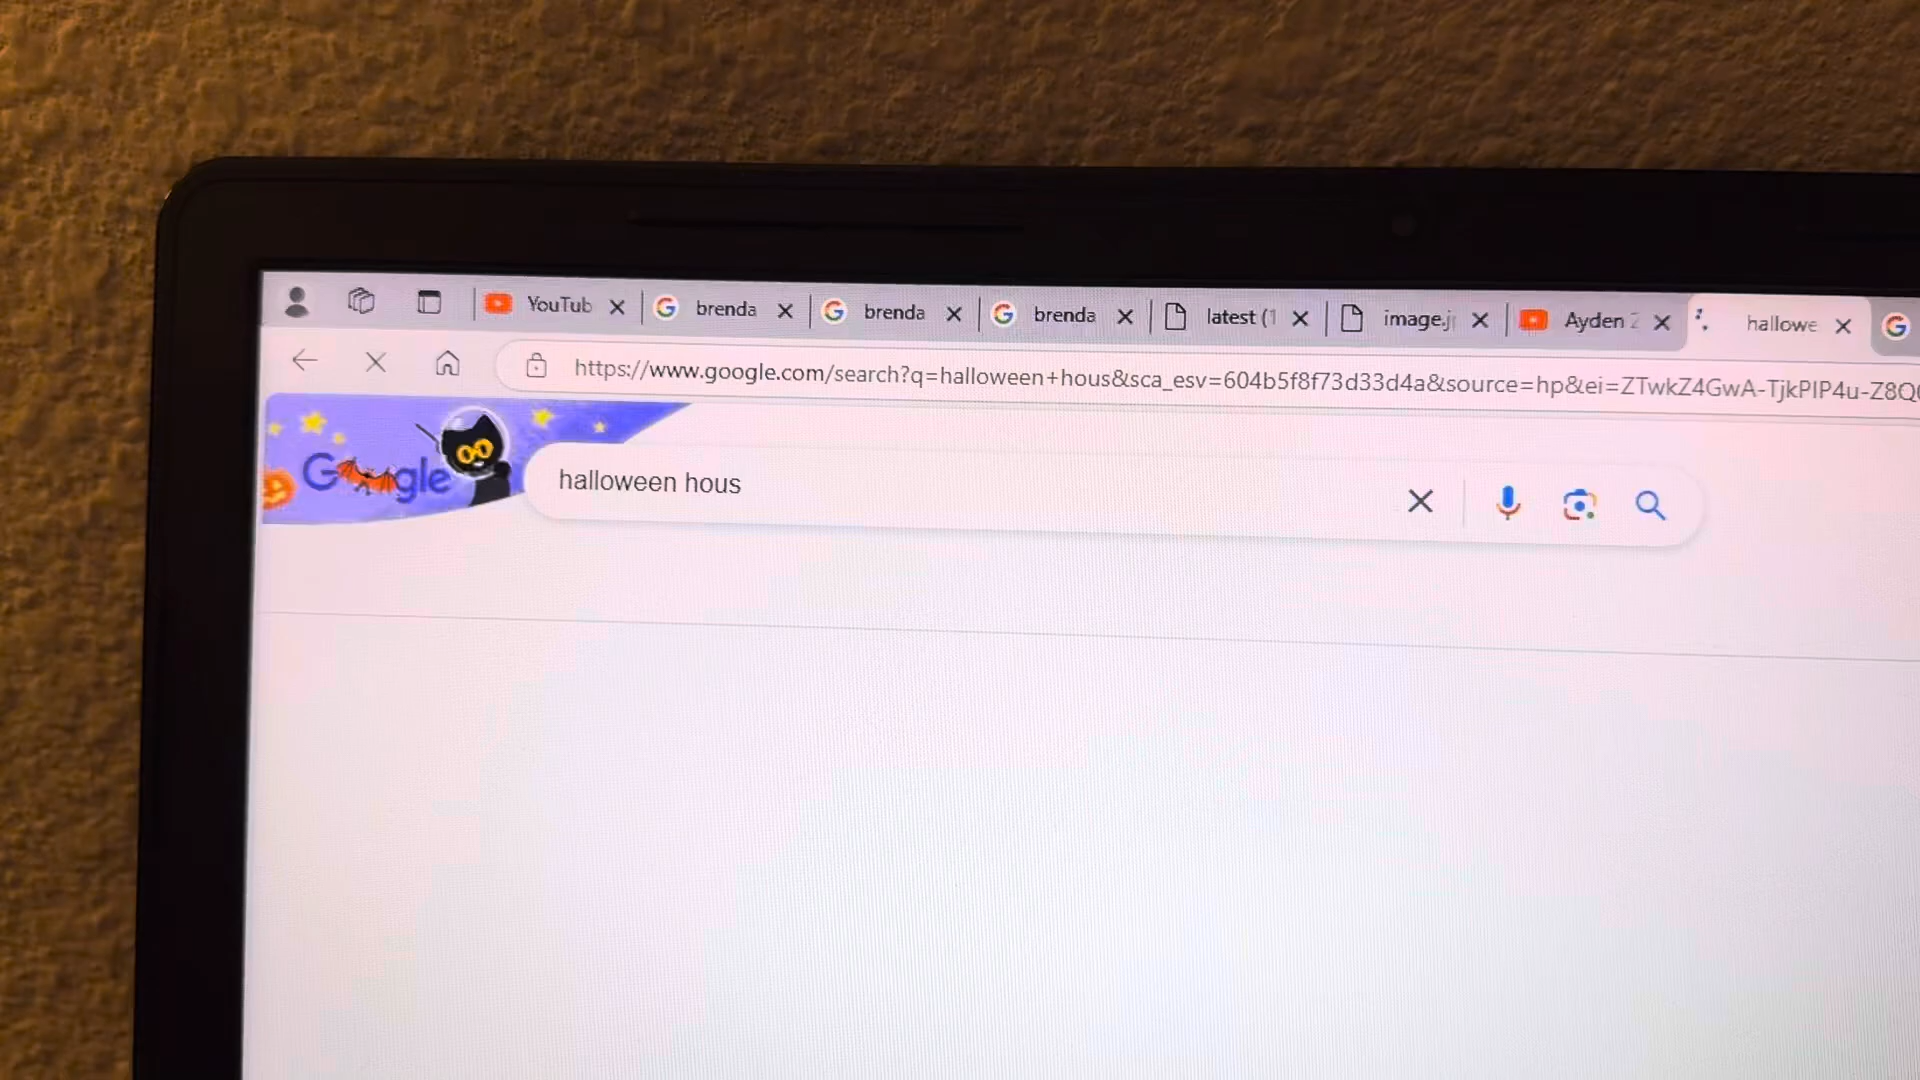 YouTub brenda brenda brenda latest (1 image.j Ayden hallowe
https://www.google.com/search?q=halloween+hous&sca_esv=604b5f8f73d33d4a&source=hp&ei=ZTwkZ4GwA-TjkPIP4u-Z8Q
Google
halloween hous